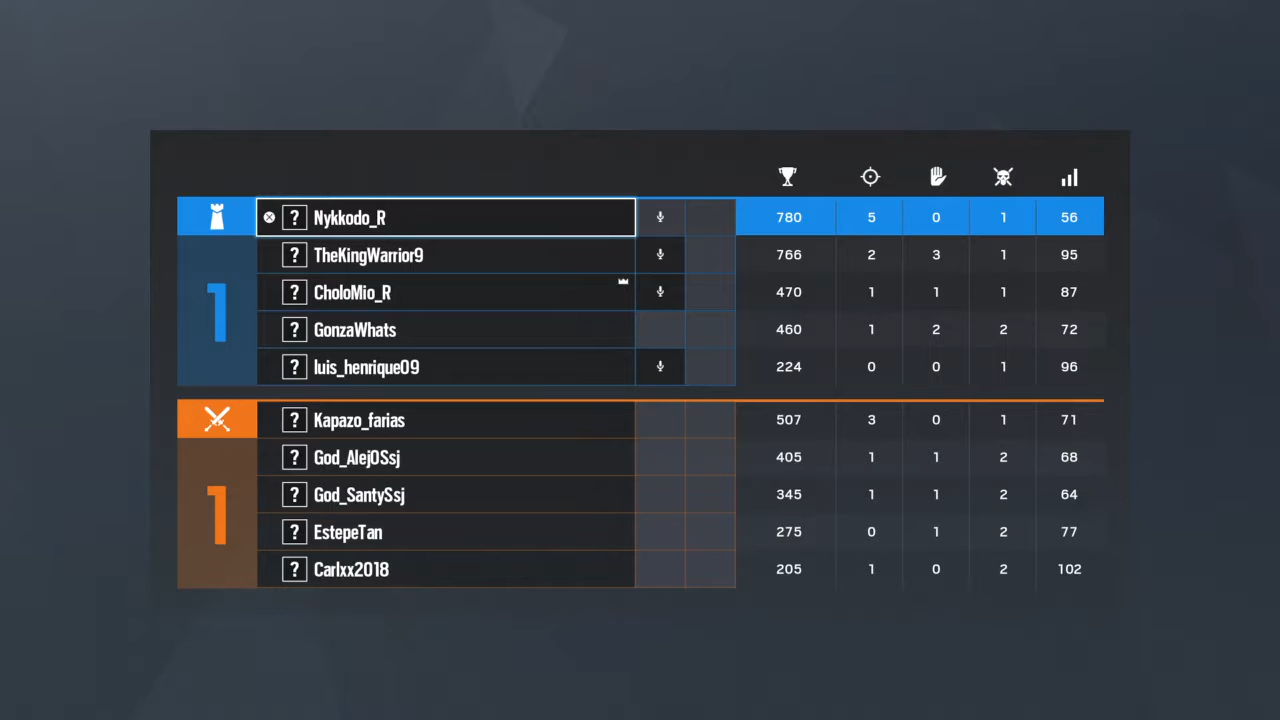 ? Nykkodo_R 780 5 0 1 56
? TheKingWarrior9 766 2 3 1 95
? CholoMio_R 470 1 1 1 87
1
? GonzaWhats 460 1 2 2 72
? luis_henrique09 224 0 0 1 96
? Kapazo_farias 507 3 0 1 71
? God_AlejOSsj 405 1 1 2 68
? God_SantySsj 345 1 1 2 64
1
? EstepeTan 275 0 1 2 77
? Carlxx2018 205 1 0 2 102